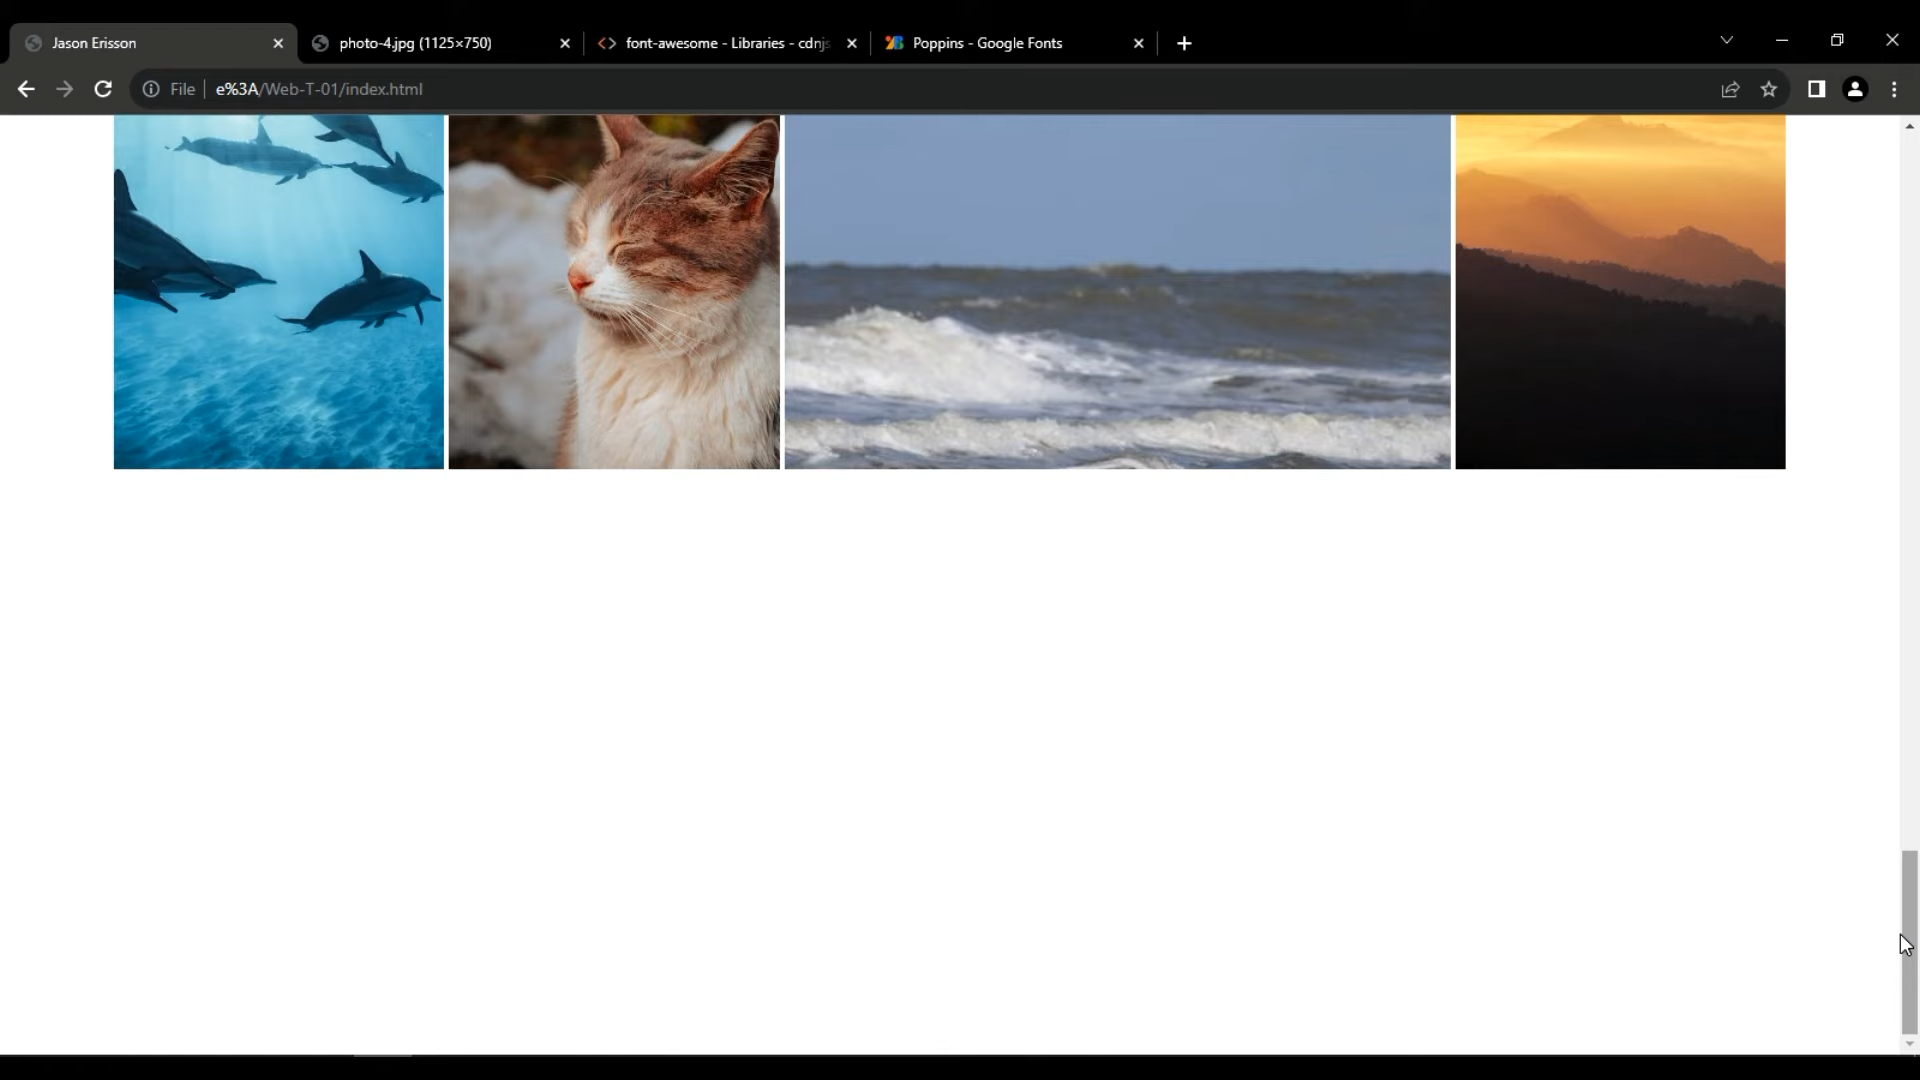 Jason Erisson
photo-4.jpg (1125×750)
font-awesome - Libraries - cdnjs
Poppins - Google Fonts
File
e%3A/Web-T-01/index.html